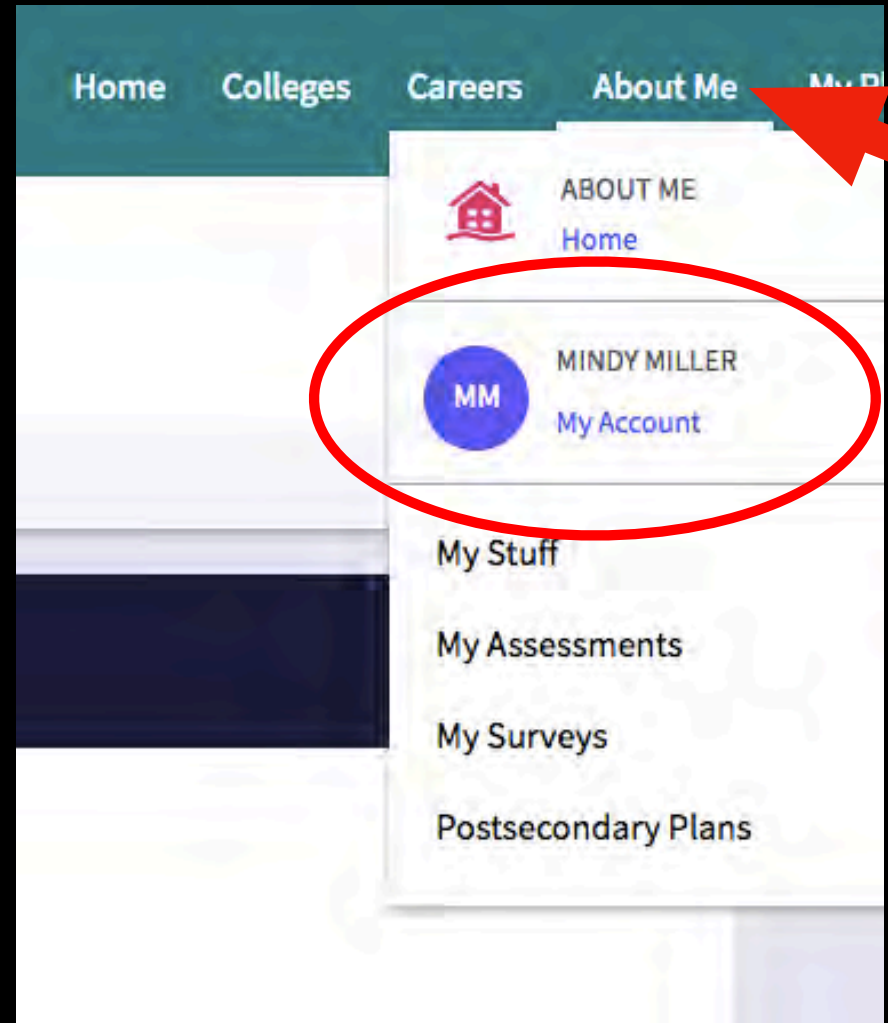 Home Colleges Careers About Me My
ABOUT ME
Home
MINDY MILLER
MM
My Account
My Stuff
My Assessments
My Surveys
Postsecondary Plans